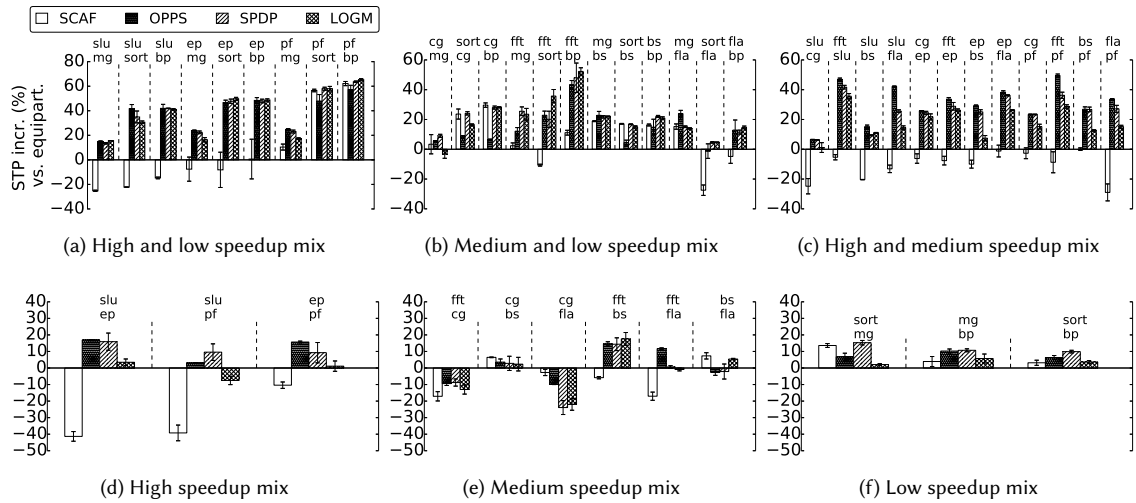 SCAF OPPS SPDP LOGM
slu slu slu ep ep ep pf pf pf
mg sort bp mg sort bp mg sort bp
STP incr. (%)
vs. equipart.
80
60
40
20
0
−20
−40
(a) High and low speedup mix
cg sort cg fft fft fft mg sort bs mg sort fla
mg cg bp mg sort bp bs bs bp fla fla bp
60
40
20
0
−20
−40
(b) Medium and low speedup mix
slu fft slu slu cg fft ep ep cg fft bs fla
cg slu bs fla ep ep bs fla pf pf pf pf
60
40
20
0
−20
−40
(c) High and medium speedup mix
40
30
20
10
0
−10
−20
−30
−40
−50
slu slu ep
ep pf pf
(d) High speedup mix
40
30
20
10
0
−10
−20
−30
−40
−50
fft cg cg fft fft bs
cg bs fla bs fla fla
(e) Medium speedup mix
40
30
20
10
0
−10
−20
−30
−40
−50
sort mg sort
mg bp bp
(f) Low speedup mix